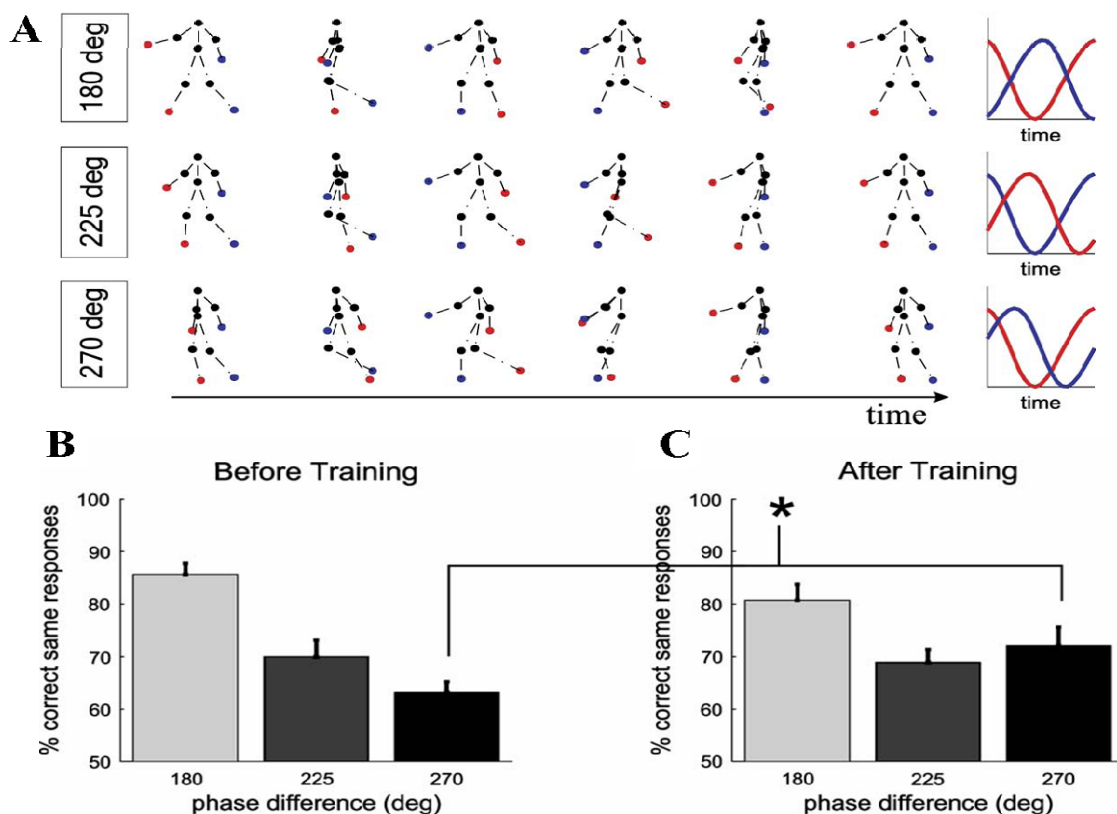 A
180 deg
time
225 deg
time
270 deg
time
time
B
Before Training
% correct same responses
100
90
80
70
60
50
180 225 270
phase difference (deg)
C
After Training
*
% correct same responses
100
90
80
70
60
50
180 225 270
phase difference (deg)